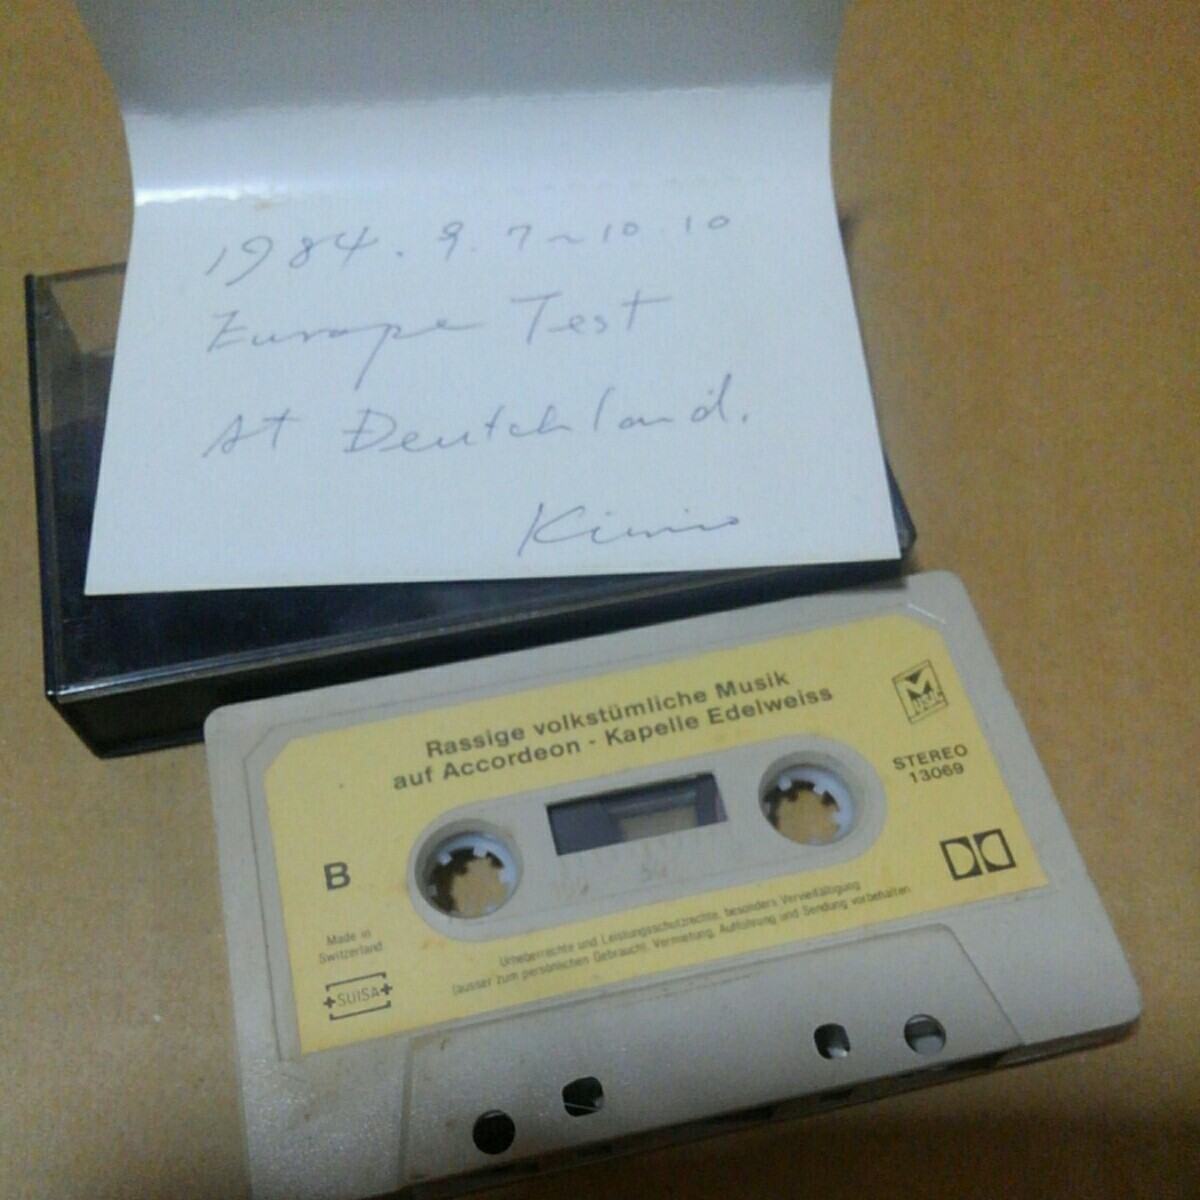 1984. 9. 7~10.10
Europe Test
At Deutchland.
Rassige volkstümliche Musik
auf Accordeon - Kapelle Edelweiss
STEREO
13069
B
Made in
Switzerland
SUISA
Urheberrechte und Leistungsschutzrechte, besonders Vervielfältigung
(ausser zum persönlichen Gebrauch), Vermietung, Aufführung und Sendung vorbehalten